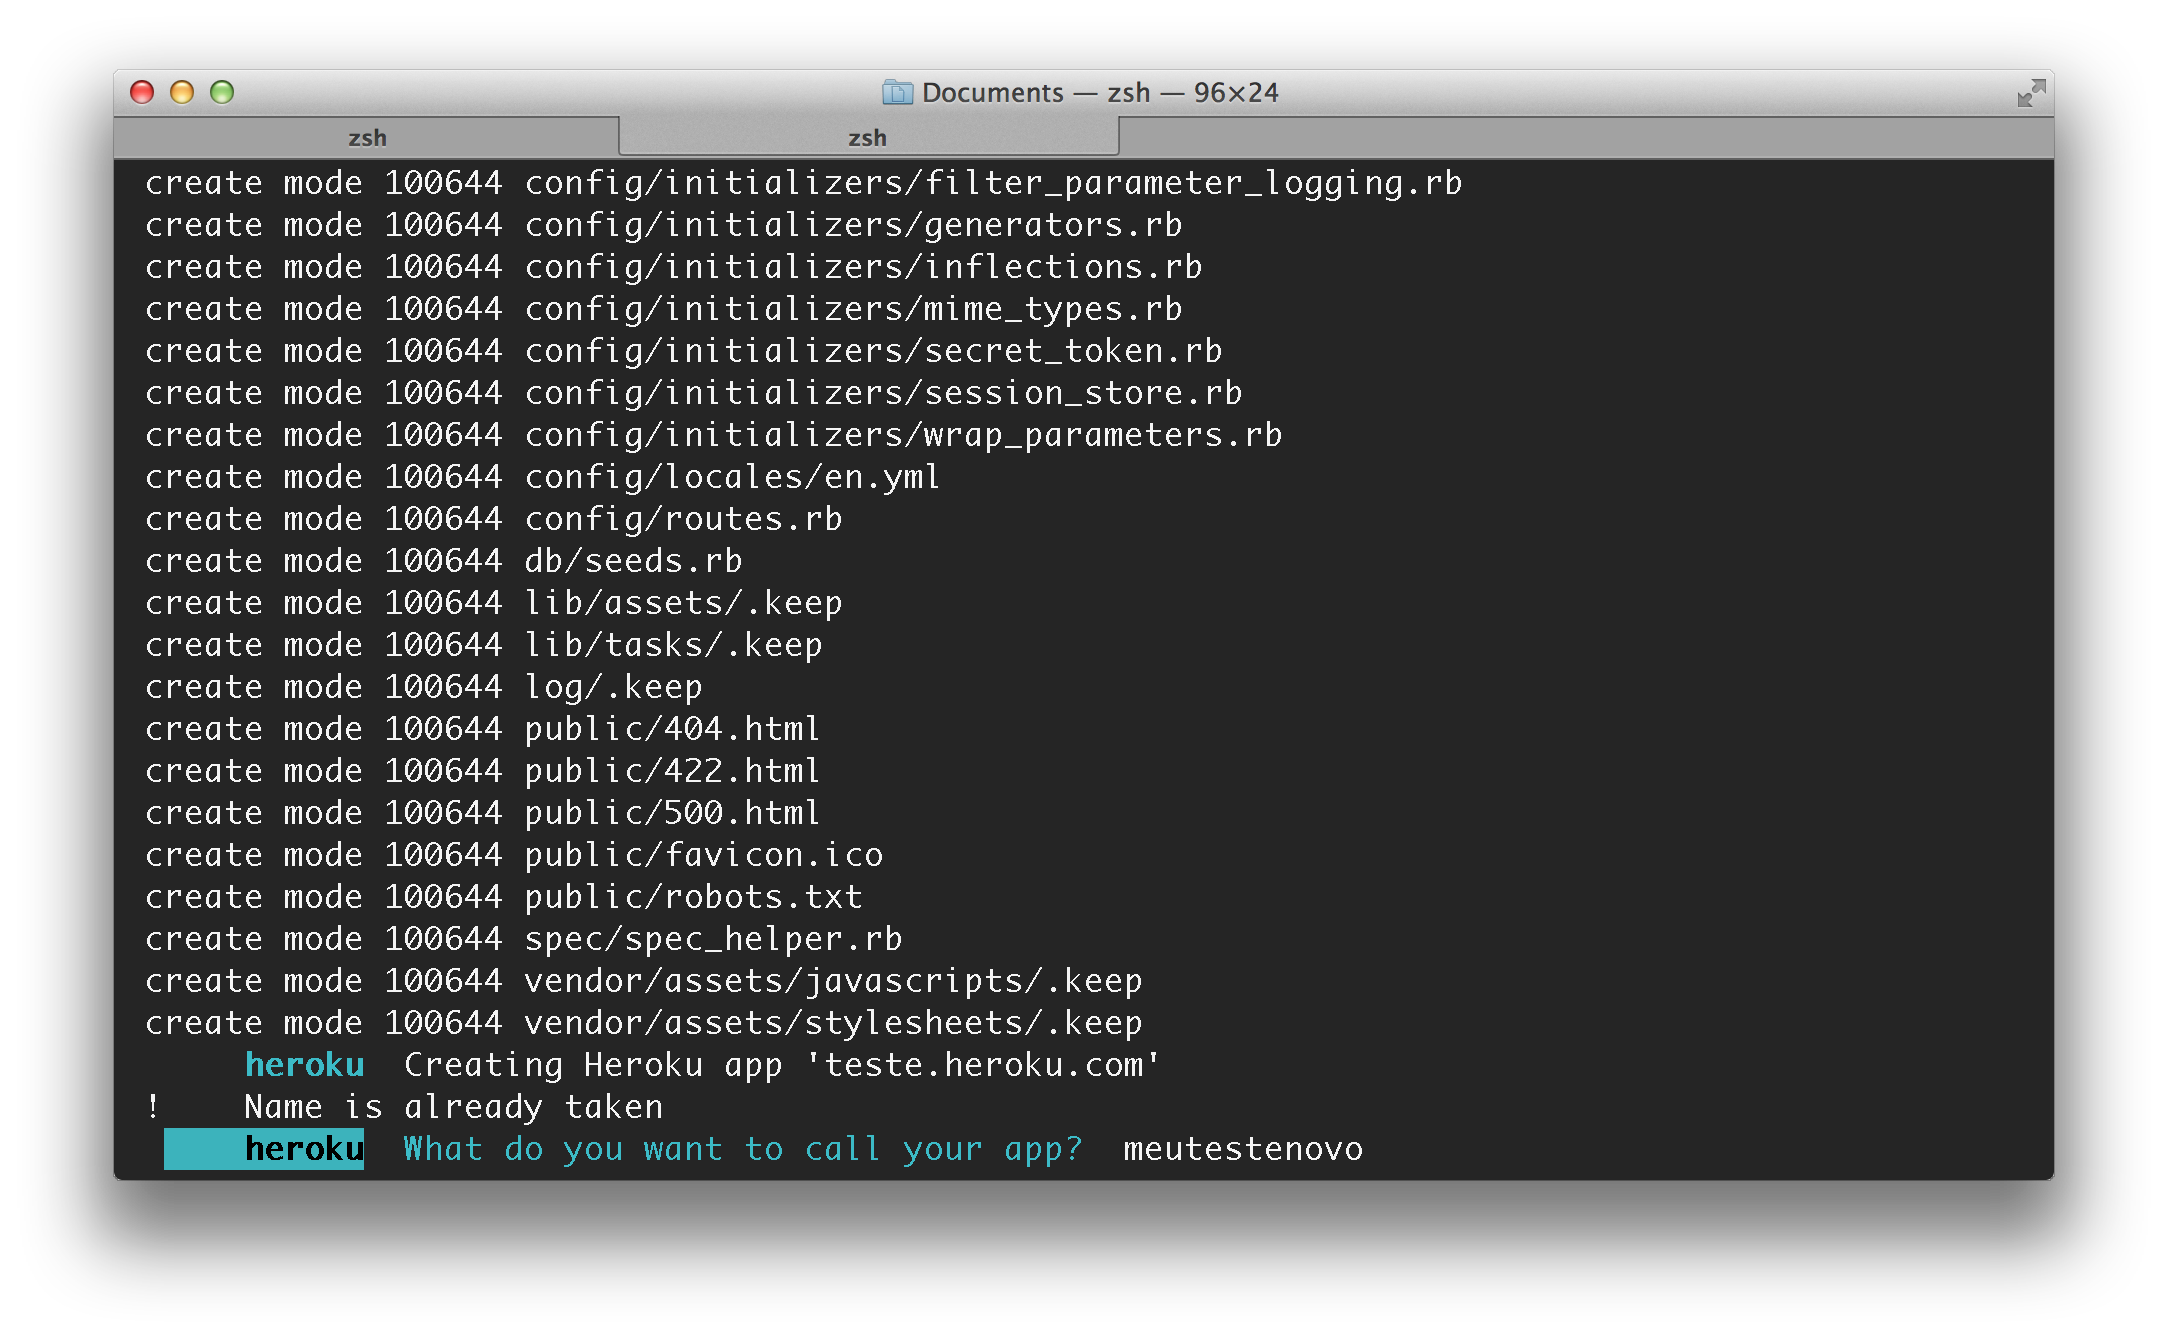 Documents — zsh — 96×24
zsh zsh
create mode 100644 config/initializers/filter_parameter_logging.rb
create mode 100644 config/initializers/generators.rb
create mode 100644 config/initializers/inflections.rb
create mode 100644 config/initializers/mime_types.rb
create mode 100644 config/initializers/secret_token.rb
create mode 100644 config/initializers/session_store.rb
create mode 100644 config/initializers/wrap_parameters.rb
create mode 100644 config/locales/en.yml
create mode 100644 config/routes.rb
create mode 100644 db/seeds.rb
create mode 100644 lib/assets/.keep
create mode 100644 lib/tasks/.keep
create mode 100644 log/.keep
create mode 100644 public/404.html
create mode 100644 public/422.html
create mode 100644 public/500.html
create mode 100644 public/favicon.ico
create mode 100644 public/robots.txt
create mode 100644 spec/spec_helper.rb
create mode 100644 vendor/assets/javascripts/.keep
create mode 100644 vendor/assets/stylesheets/.keep
heroku  Creating Heroku app 'teste.heroku.com'
!    Name is already taken
heroku  What do you want to call your app?  meutestenovo